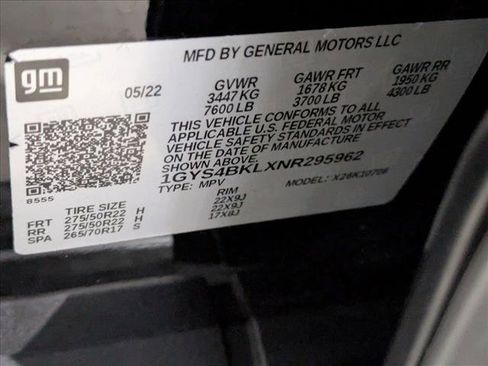 MFD BY GENERAL MOTORS LLC
gm
05/22 GVWR GAWR FRT GAWR RR
3447 KG 1678 KG 1950 KG
7600 LB 3700 LB 4300 LB
THIS VEHICLE CONFORMS TO ALL
APPLICABLE U.S. FEDERAL MOTOR
VEHICLE SAFETY STANDARDS IN EFFECT ON
THE DATE OF MANUFACTURE SHOWN ABOVE.
1GYS4BKLXNR295962
8555 TYPE: MPV MODEL: X26K10706
TIRE SIZE RIM
FRT 275/50R22 H 22X9J
RR 275/50R22 H 22X9J
SPA 265/70R17 S 17X8J